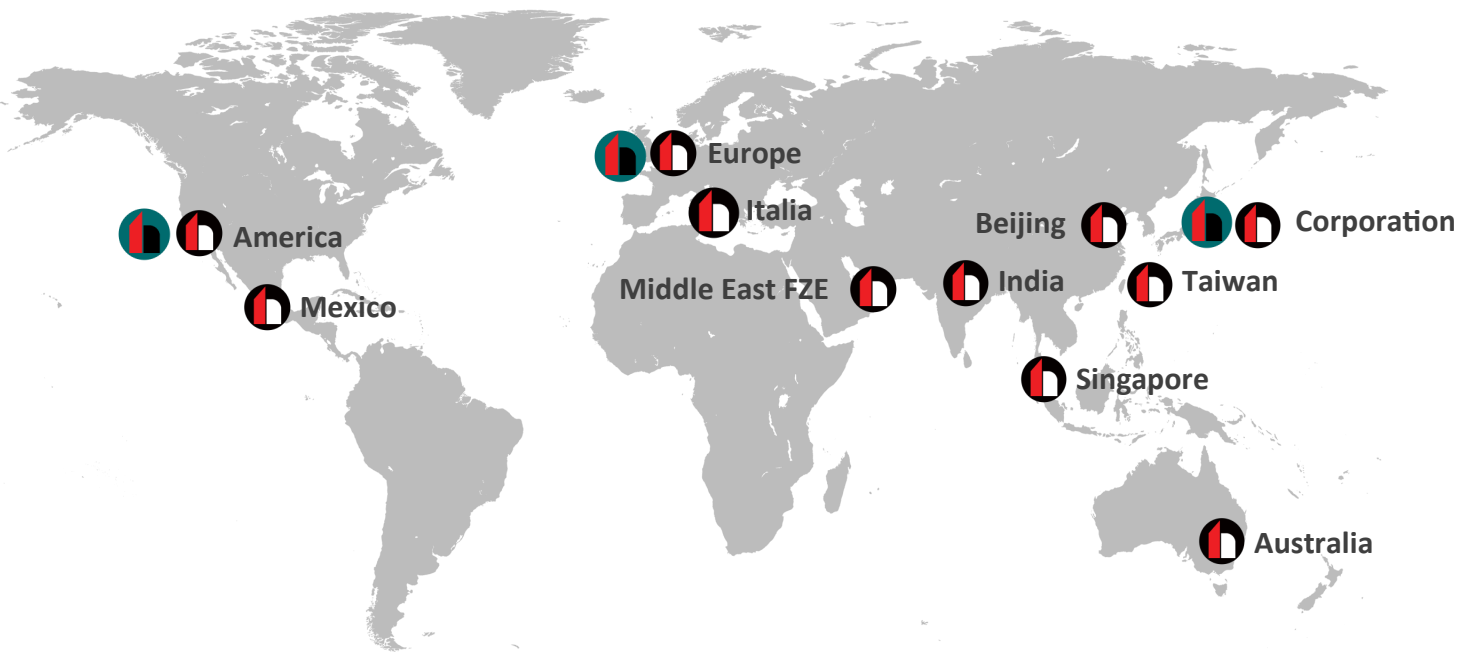 Europe
Italia
Beijing
Corporation
America
Middle East FZE
India
Taiwan
Mexico
Singapore
Australia